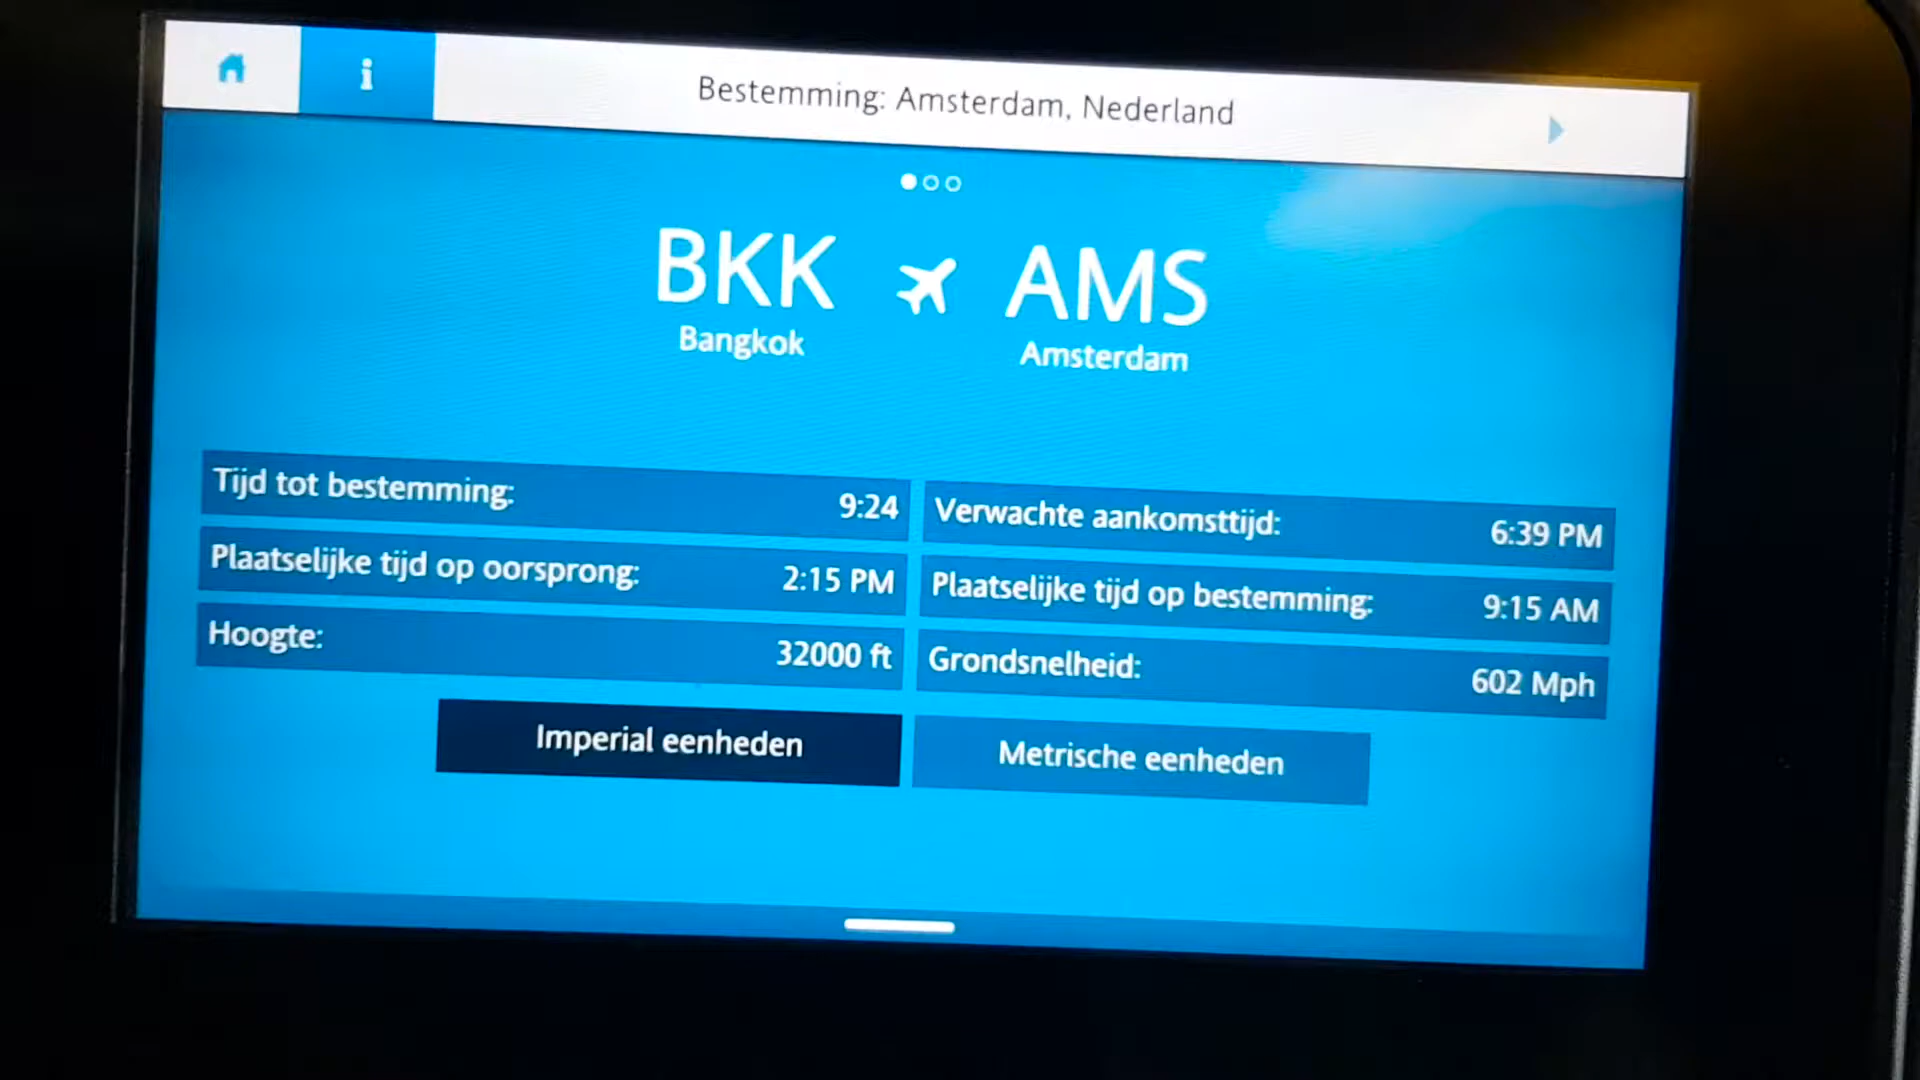 Bestemming: Amsterdam, Nederland
BKK AMS
Bangkok Amsterdam
Tijd tot bestemming: 9:24 Verwachte aankomsttijd: 6:39 PM
Plaatselijke tijd op oorsprong: 2:15 PM Plaatselijke tijd op bestemming: 9:15 AM
Hoogte: 32000 ft Grondsnelheid: 602 Mph
Imperial eenheden Metrische eenheden